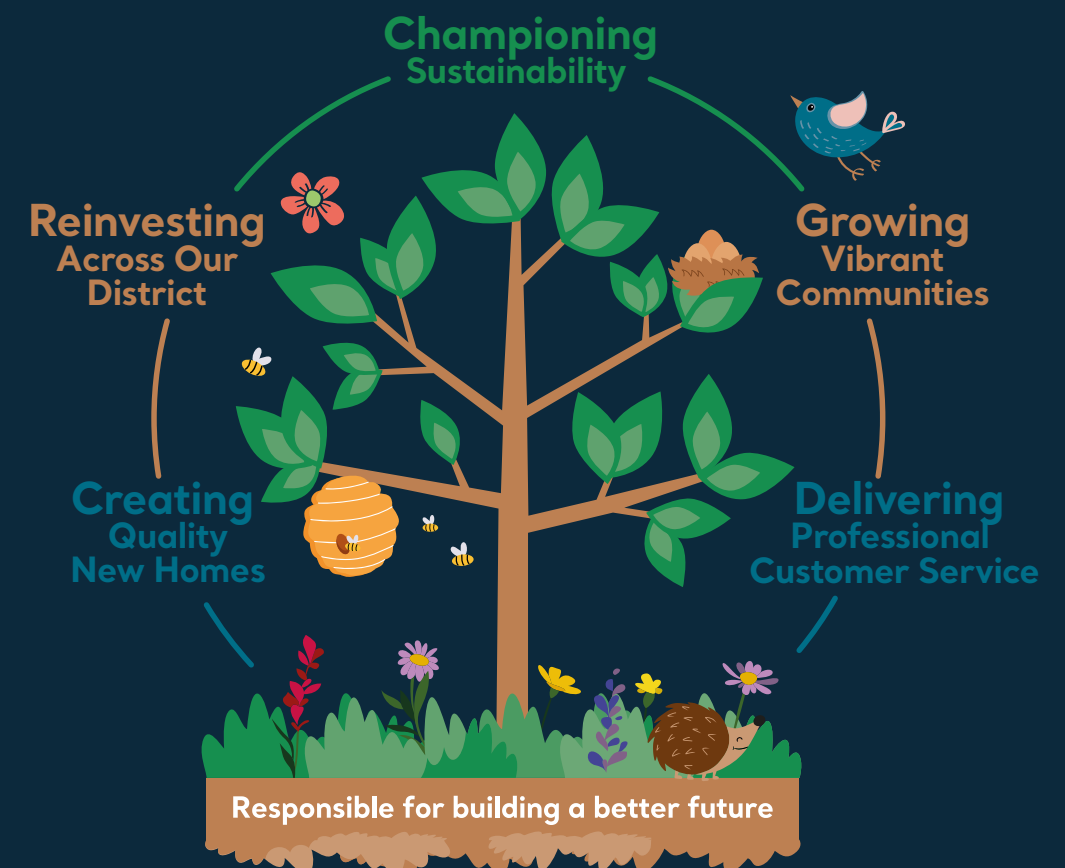 Championing
Sustainability
Reinvesting
Across Our
District
Growing
Vibrant
Communities
Creating
Quality
New Homes
Delivering
Professional
Customer Service
Responsible for building a better future